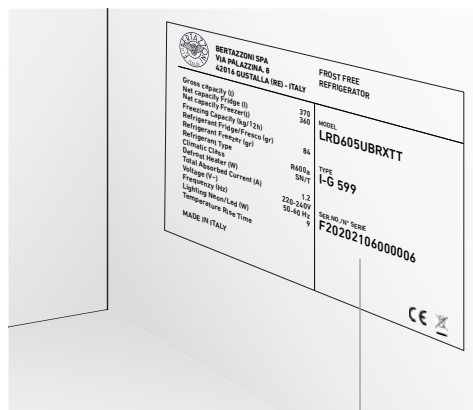 BERTAZZONI
ITALIA
BERTAZZONI SPA
VIA PALAZZINA, 8
42016 GUSTALLA (RE) - ITALY
FROST FREE
REFRIGERATOR
Gross capacity (l) 370
Net capacity Fridge (l) 360
Net capacity Freezer(l)
Freezing Capacity (kg/12h)
Refrigerant Fridge/Fresco (gr) 84
Refrigerant Freezer (gr)
Refrigerant Type R600a
Climatic Class SN/T
Defrost Heater (W)
Total Absorbed Current (A) 1.2
Voltage (V~) 220-240V
Frequenzy (Hz) 50-60 Hz
Lighting Neon/Led (W) 9
Temperature Rise Time
MADE IN ITALY
MODEL
LRD605UBRXTT
TYPE
I-G 599
SER.NO./N° SERIE
F20202106000006
CE